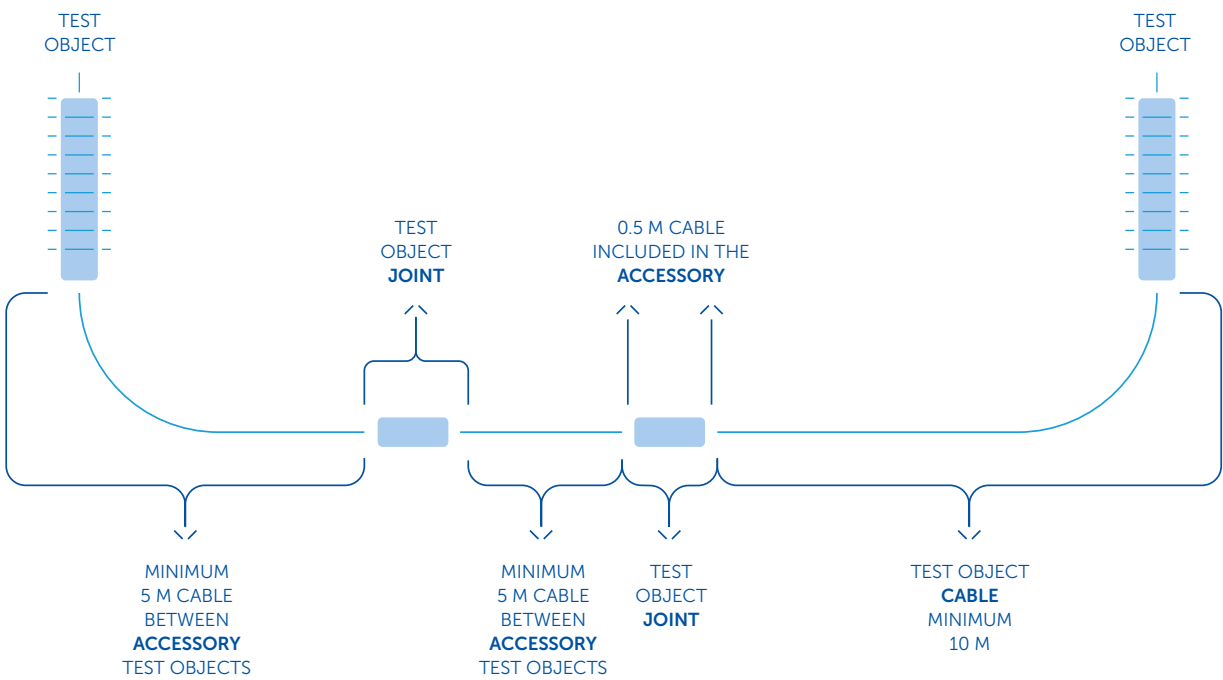 TEST
OBJECT
TEST
OBJECT
TEST
OBJECT
JOINT
0.5 M CABLE
INCLUDED IN THE
ACCESSORY
MINIMUM
5 M CABLE
BETWEEN
ACCESSORY
TEST OBJECTS
MINIMUM
5 M CABLE
BETWEEN
ACCESSORY
TEST OBJECTS
TEST
OBJECT
JOINT
TEST OBJECT
CABLE
MINIMUM
10 M